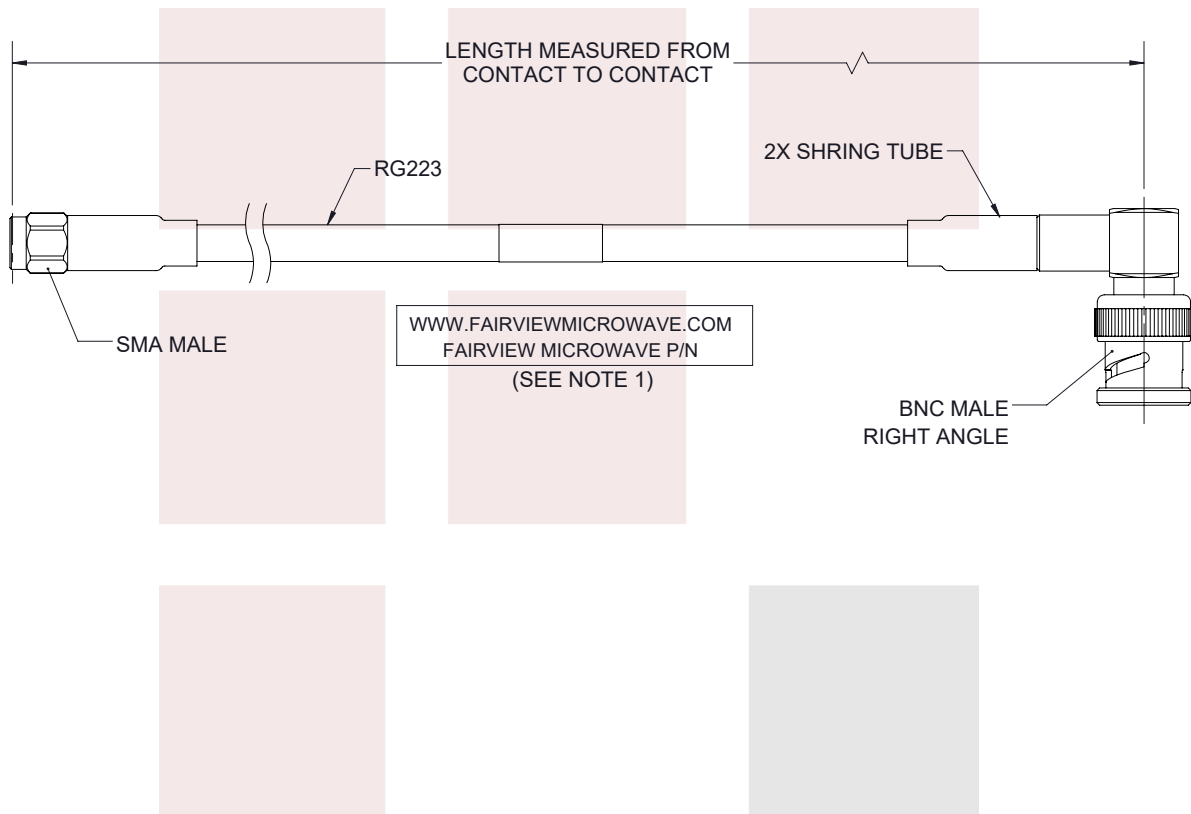 LENGTH MEASURED FROM
CONTACT TO CONTACT
RG223
2X SHRING TUBE
SMA MALE
WWW.FAIRVIEWMICROWAVE.COM
FAIRVIEW MICROWAVE P/N
(SEE NOTE 1)
BNC MALE
RIGHT ANGLE